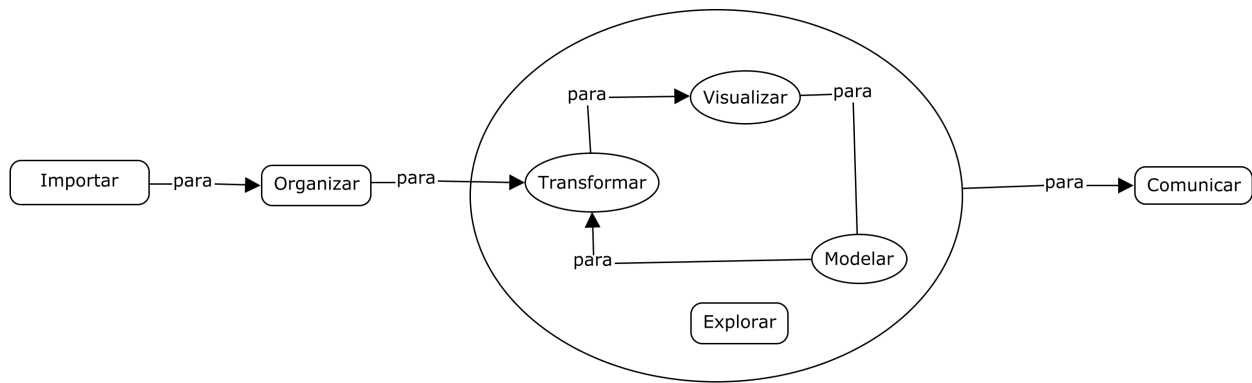 Importar
para
Organizar
para
Transformar
para
Visualizar
para
Modelar
para
Explorar
para
Comunicar